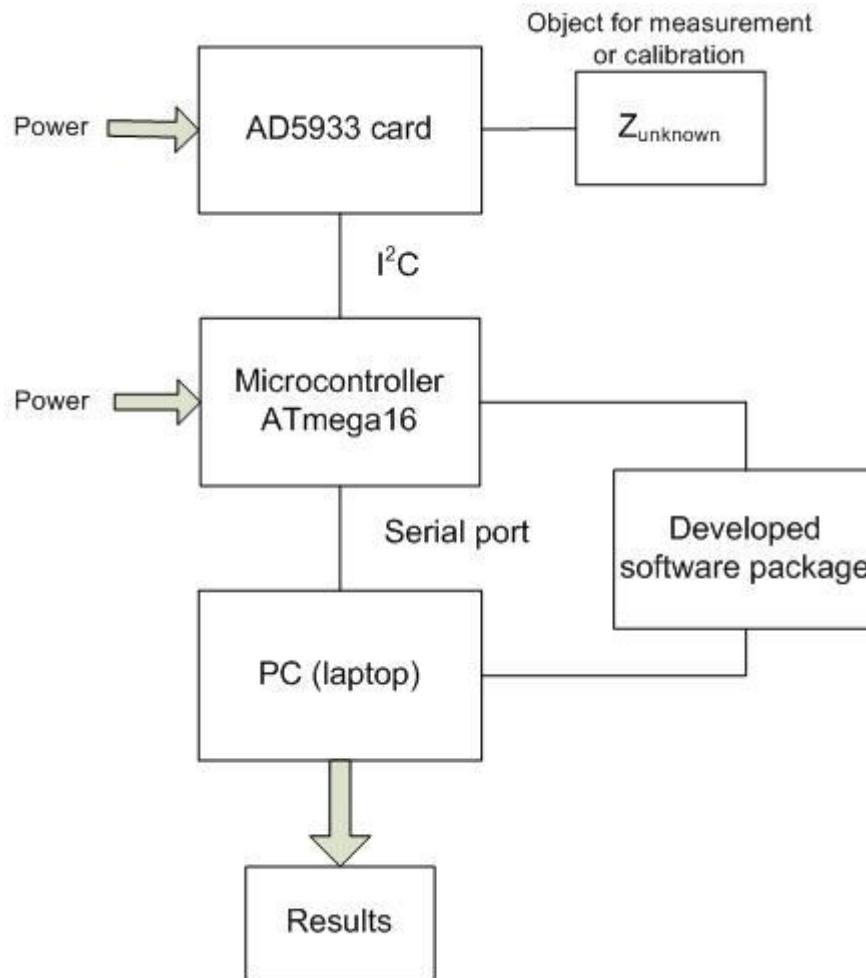 Object for measurement
or calibration
Power
AD5933 card
Zunknown
I²C
Power
Microcontroller
ATmega16
Serial port
Developed
software package
PC (laptop)
Results